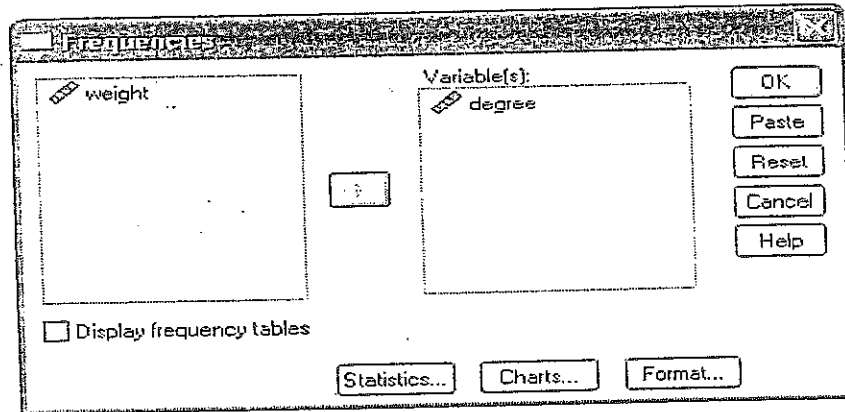 Frequencies
weight
Variable(s):
degree
OK
Paste
Reset
Cancel
Help
Display frequency tables
Statistics...
Charts...
Format...